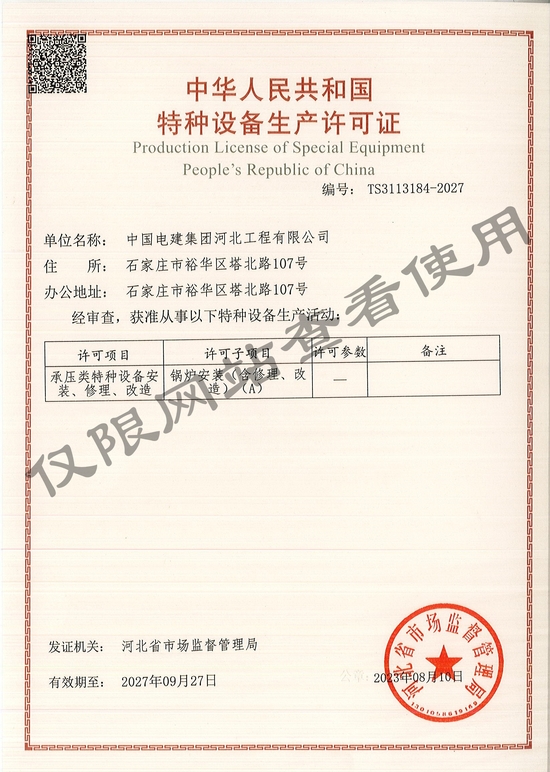 中华人民共和国
特种设备生产许可证
Production License of Special Equipment
People's Republic of China
编号： TS3113184-2027
单位名称： 中国电建集团河北工程有限公司
住 所： 石家庄市裕华区塔北路107号
办公地址： 石家庄市裕华区塔北路107号
经审查，获准从事以下特种设备生产活动：
许可项目 许可子项目 许可参数 备注
承压类特种设备安 锅炉安装（含修理、改 —
装、修理、改造 造）（A）
仅限网站查看使用
发证机关： 河北省市场监督管理局
有效期至： 2027年09月27日
2023年08月10日
河北省市场监督管理局